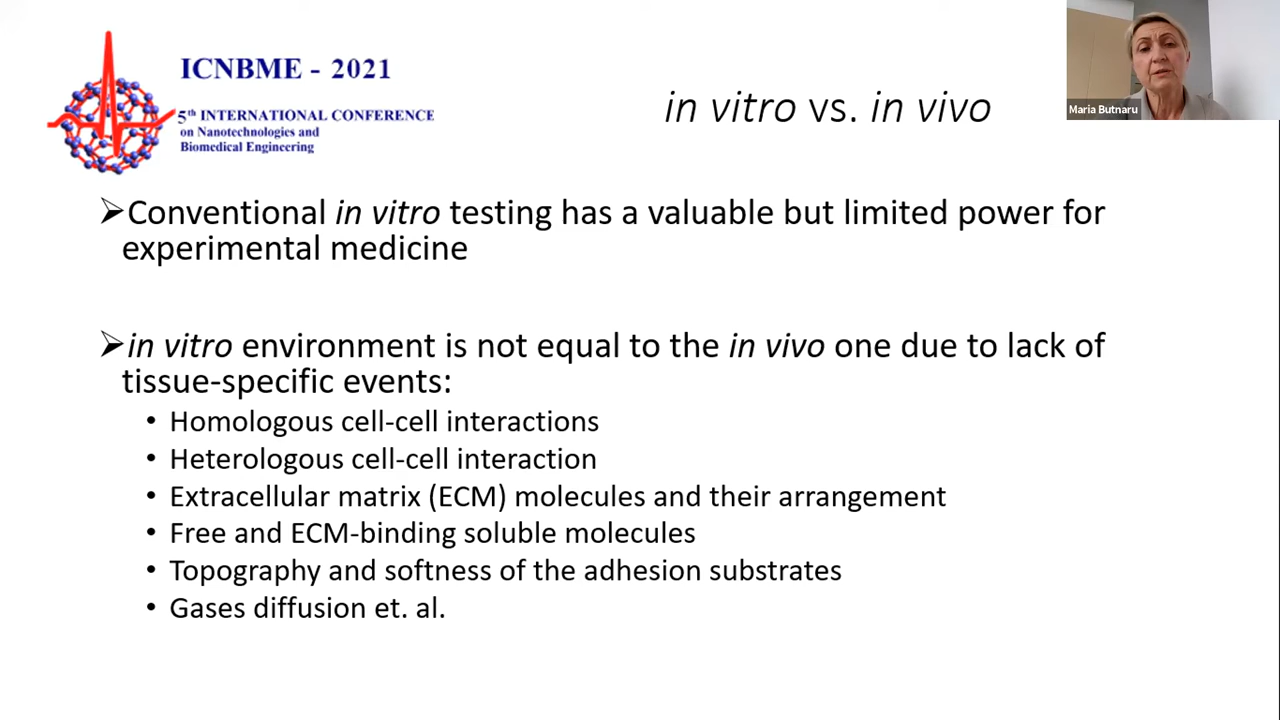 ICNBME - 2021
5th INTERNATIONAL CONFERENCE
on Nanotechnologies and
Biomedical Engineering
in vitro vs. in vivo
Maria Butnaru
➢Conventional in vitro testing has a valuable but limited power for
experimental medicine
➢in vitro environment is not equal to the in vivo one due to lack of
tissue-specific events:
• Homologous cell-cell interactions
• Heterologous cell-cell interaction
• Extracellular matrix (ECM) molecules and their arrangement
• Free and ECM-binding soluble molecules
• Topography and softness of the adhesion substrates
• Gases diffusion et. al.